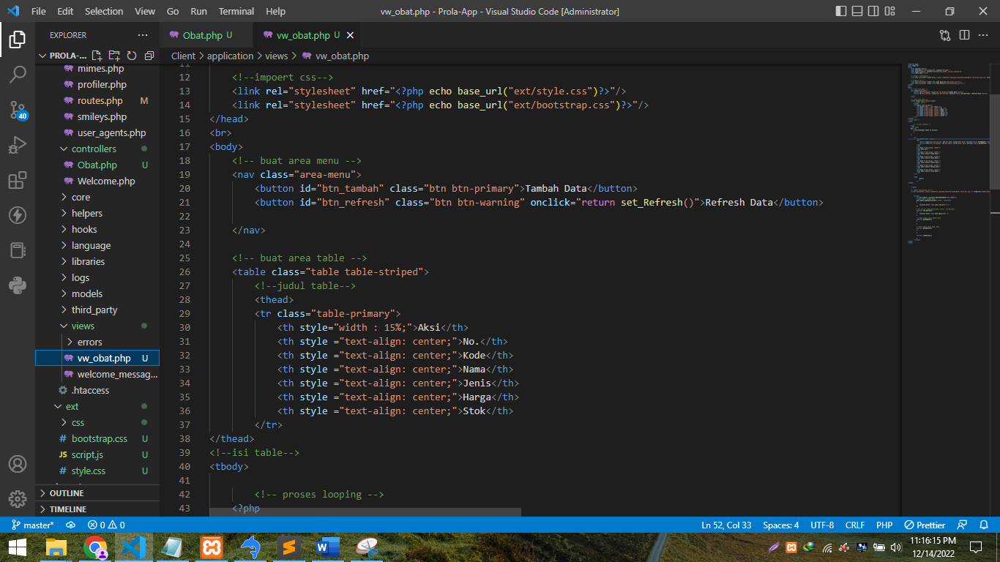 File Edit Selection View Go Run Terminal Help
vw_obat.php - Prola-App - Visual Studio Code [Administrator]
EXPLORER
Obat.php U
vw_obat.php U
PROLA-...
Client > application > views > vw_obat.php
mimes.php
profiler.php
routes.php M
smileys.php
user_agents.php
controllers
Obat.php U
Welcome.php
core
helpers
hooks
language
libraries
logs
models
third_party
views
errors
vw_obat.php U
welcome_messag...
.htaccess
ext
css
bootstrap.css U
script.js U
style.css U
OUTLINE
TIMELINE
40
11
12 <!--impoert css-->
13 <link rel="stylesheet" href="<?php echo base_url("ext/style.css")?>"/>
14 <link rel="stylesheet" href="<?php echo base_url("ext/bootstrap.css")?>"/>
15 </head>
16 <br>
17 <body>
18 <!-- buat area menu -->
19 <nav class="area-menu">
20 <button id="btn_tambah" class="btn btn-primary">Tambah Data</button>
21 <button id="btn_refresh" class="btn btn-warning" onclick="return set_Refresh()">Refresh Data</button>
22
23 </nav>
24
25 <!-- buat area table -->
26 <table class="table table-striped">
27 <!--judul table-->
28 <thead>
29 <tr class="table-primary">
30 <th style="width : 15%;">Aksi</th>
31 <th style ="text-align: center;">No.</th>
32 <th style ="text-align: center;">Kode</th>
33 <th style ="text-align: center;">Nama</th>
34 <th style ="text-align: center;">Jenis</th>
35 <th style ="text-align: center;">Harga</th>
36 <th style ="text-align: center;">Stok</th>
37 </tr>
38 </thead>
39 <!--isi table-->
40 <tbody>
41
42 <!-- proses looping -->
43 <?php
master* 0 0
Ln 52, Col 33 Spaces: 4 UTF-8 CRLF PHP Prettier
11:16:15 PM
12/14/2022